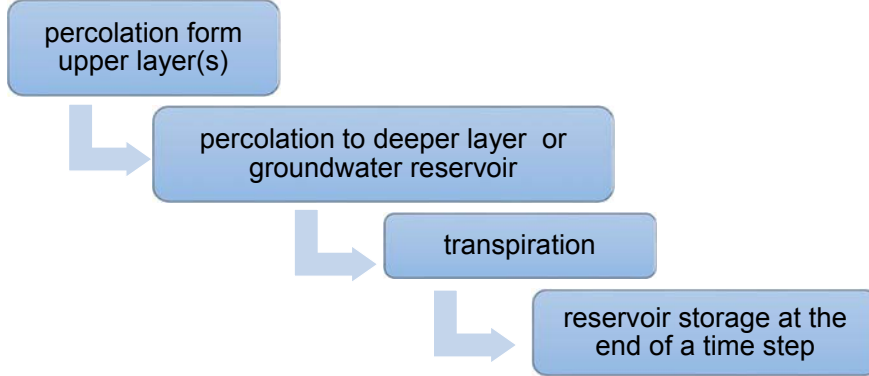 percolation form
upper layer(s)
percolation to deeper layer or
groundwater reservoir
transpiration
reservoir storage at the
end of a time step